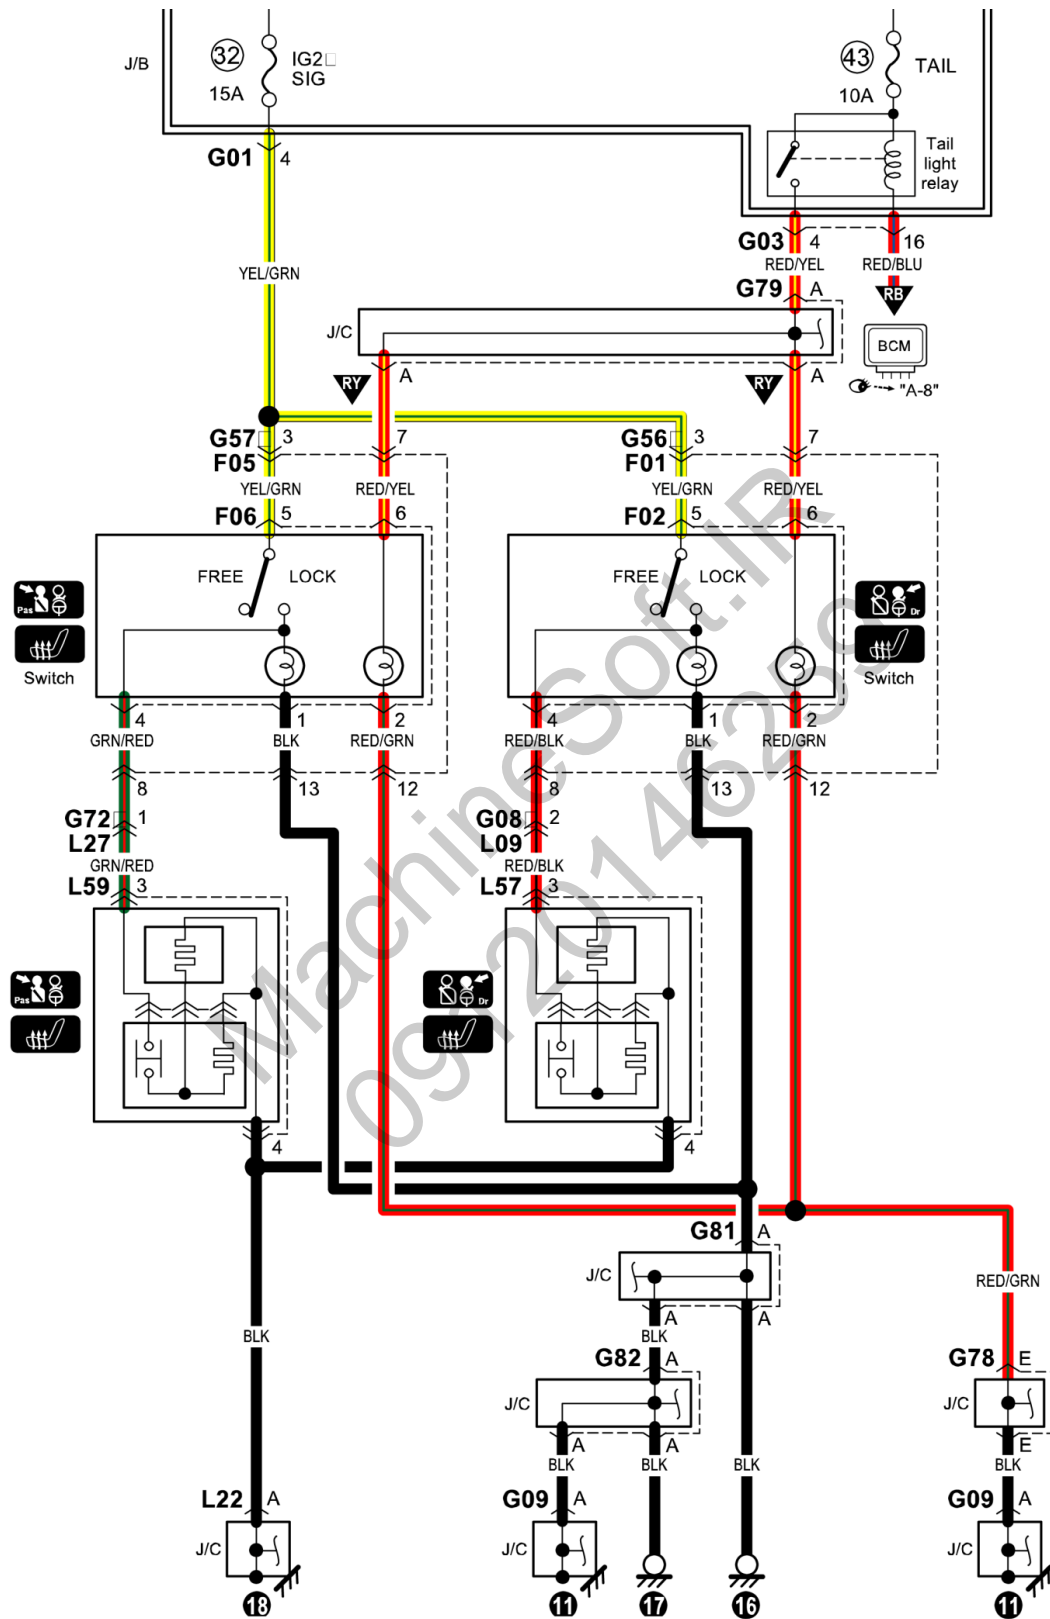 32
IG2□
43
J/B
SIG
TAIL
15A
10A
G01 4
Tail
light
relay
G03 4 16
YEL/GRN
RED/YEL
RED/BLU
G79 A
RB
J/C
BCM
RY
A
RY
A
"A-8"
G57 3
7
G56 3
7
F05
F01
YEL/GRN
RED/YEL
YEL/GRN
RED/YEL
F06 5
6
F02 5
6
FREE
LOCK
FREE
LOCK
Pas
Dr
Switch
Switch
4
1
2
4
1
2
GRN/RED
BLK
RED/GRN
RED/BLK
BLK
RED/GRN
8
13
12
8
13
12
G72 1
G08 2
L27
L09
GRN/RED
RED/BLK
L59 3
L57 3
Pas
Dr
4
4
G81 A
J/C
RED/GRN
A
A
BLK
BLK
G82 A
G78 E
J/C
J/C
A
A
E
BLK
BLK
BLK
BLK
L22 A
G09 A
G09 A
J/C
J/C
J/C
18
11
17
16
11
MachineSoft.IR
09120146259